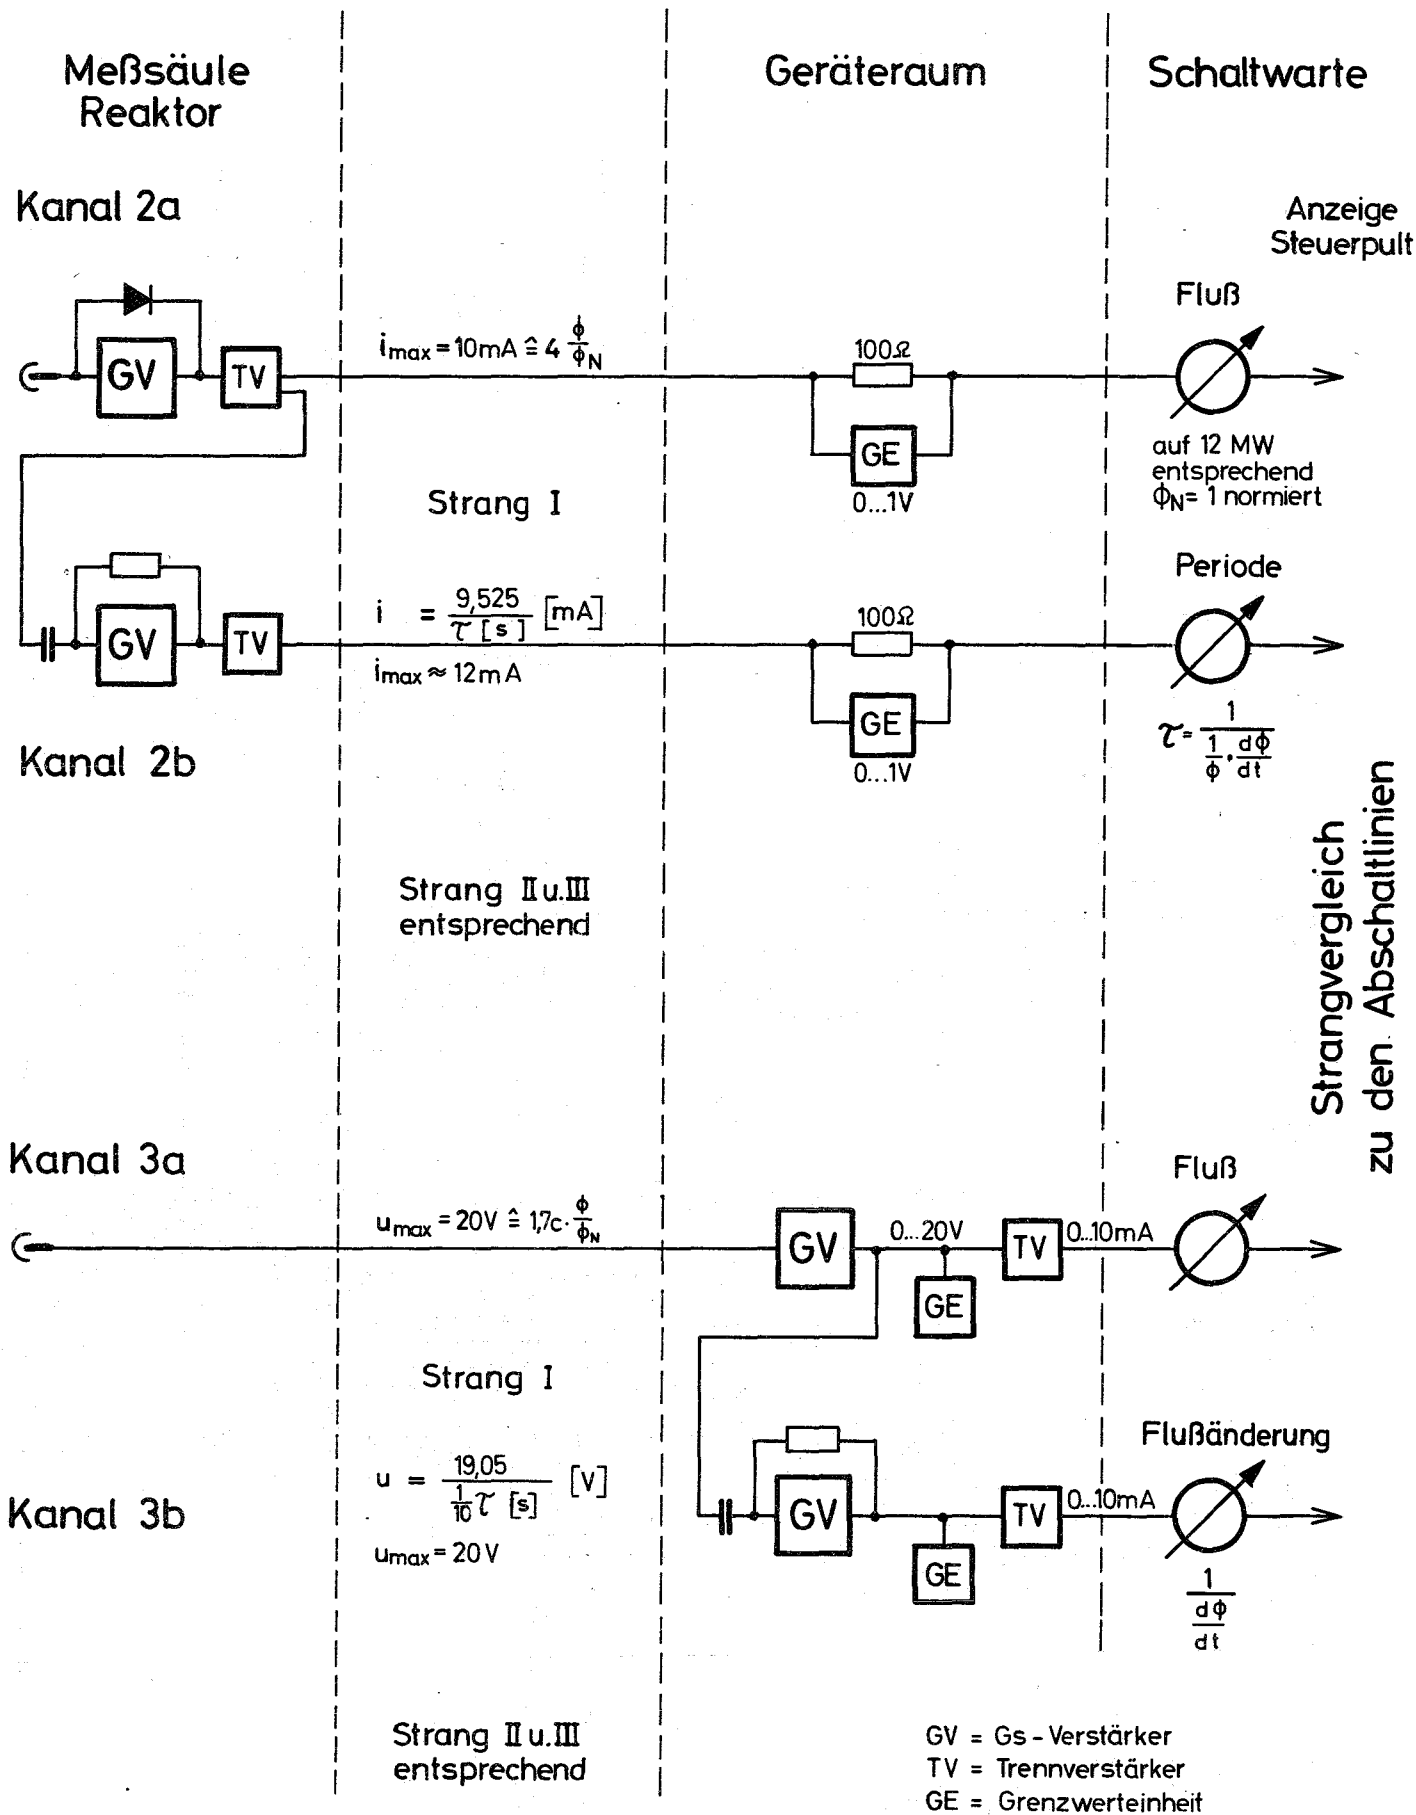 Meßsäule
Reaktor
Geräteraum
Schaltwarte
Kanal 2a
Anzeige
Steuerpult
Fluß
i max = 10mA ≙ 4 ϕ/ϕN
100Ω
GV
TV
GE
0...1V
auf 12 MW
entsprechend
ϕN = 1 normiert
Strang I
Periode
i = 9,525/τ [s] [mA]
100Ω
GV
TV
i max ≈ 12mA
GE
0...1V
τ = 1/(1/ϕ · dϕ/dt)
Kanal 2b
Strang II u. III
entsprechend
Strangvergleich
zu den Abschaltlinien
Kanal 3a
Fluß
u max = 20V ≙ 1,7c · ϕ/ϕN
GV
0...20V
TV
0...10mA
GE
Strang I
Flußänderung
u = 19,05/(1/10 τ [s]) [V]
Kanal 3b
GV
TV
0...10mA
u max = 20V
GE
1/(dϕ/dt)
Strang II u. III
entsprechend
GV = Gs-Verstärker
TV = Trennverstärker
GE = Grenzwerteinheit